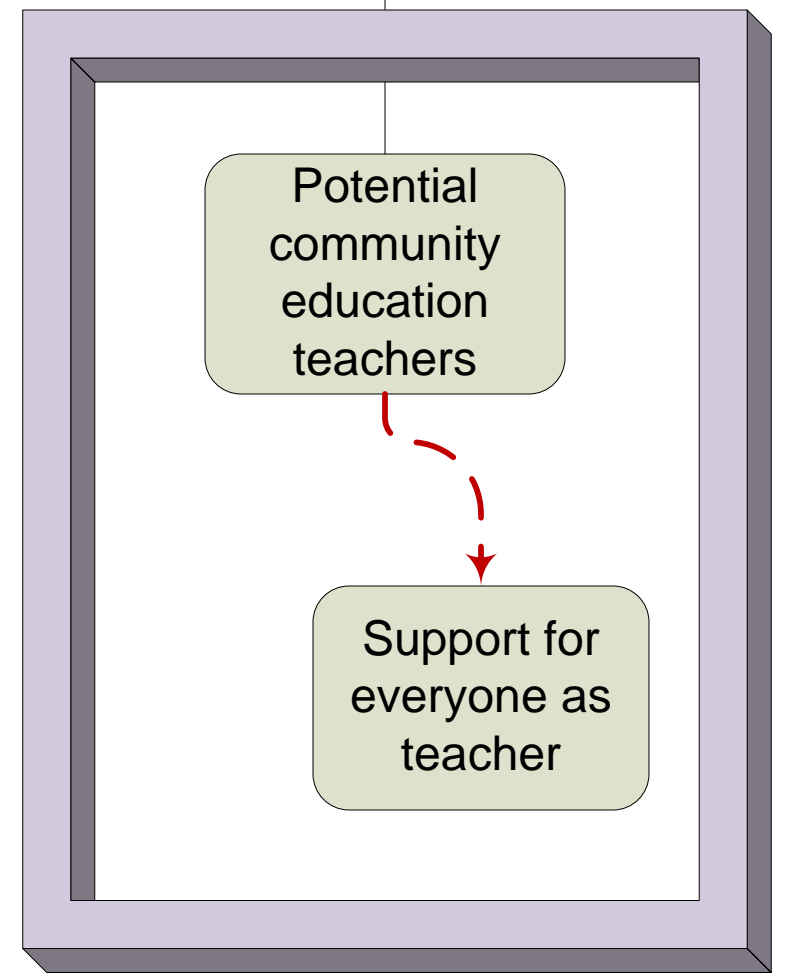 Potential
community
education
teachers
Support for
everyone as
teacher